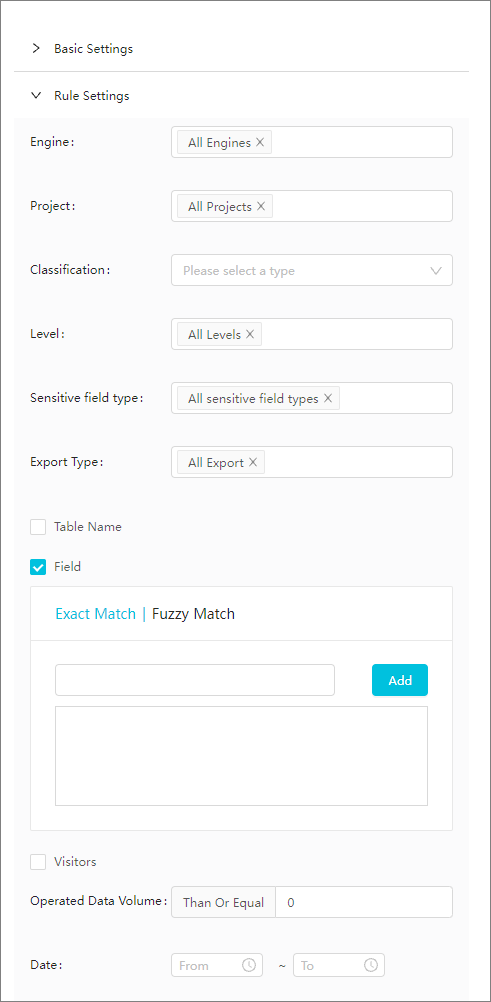 Basic Settings
Rule Settings
Engine: All Engines X
Project: All Projects X
Classification: Please select a type
Level: All Levels X
Sensitive field type: All sensitive field types X
Export Type: All Export X
Table Name
Field
Exact Match | Fuzzy Match
Add
Visitors
Operated Data Volume: Than Or Equal 0
Date: From ~ To